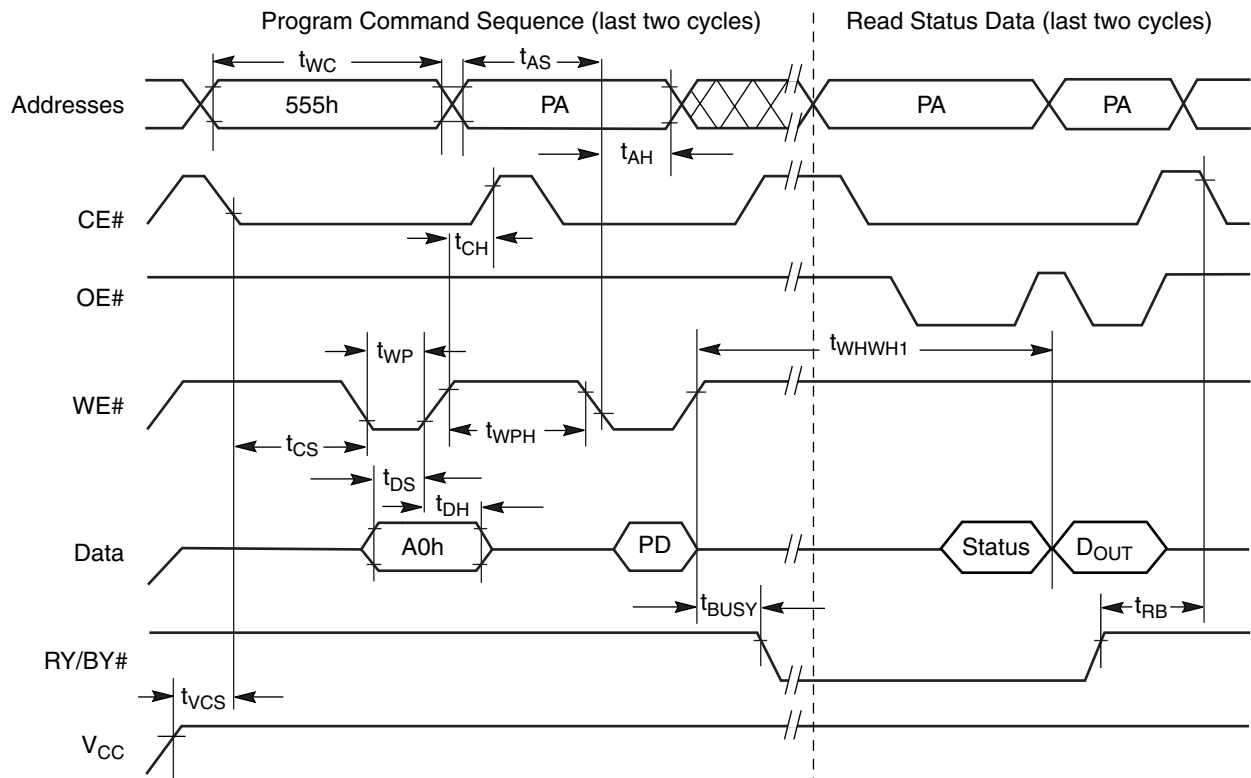 Program Command Sequence (last two cycles)
Read Status Data (last two cycles)
tWC
tAS
Addresses
555h
PA
PA
PA
tAH
CE#
tCH
OE#
tWP
tWHWH1
WE#
tCS
tWPH
tDS
tDH
Data
A0h
PD
Status
DOUT
tBUSY
tRB
RY/BY#
tVCS
VCC